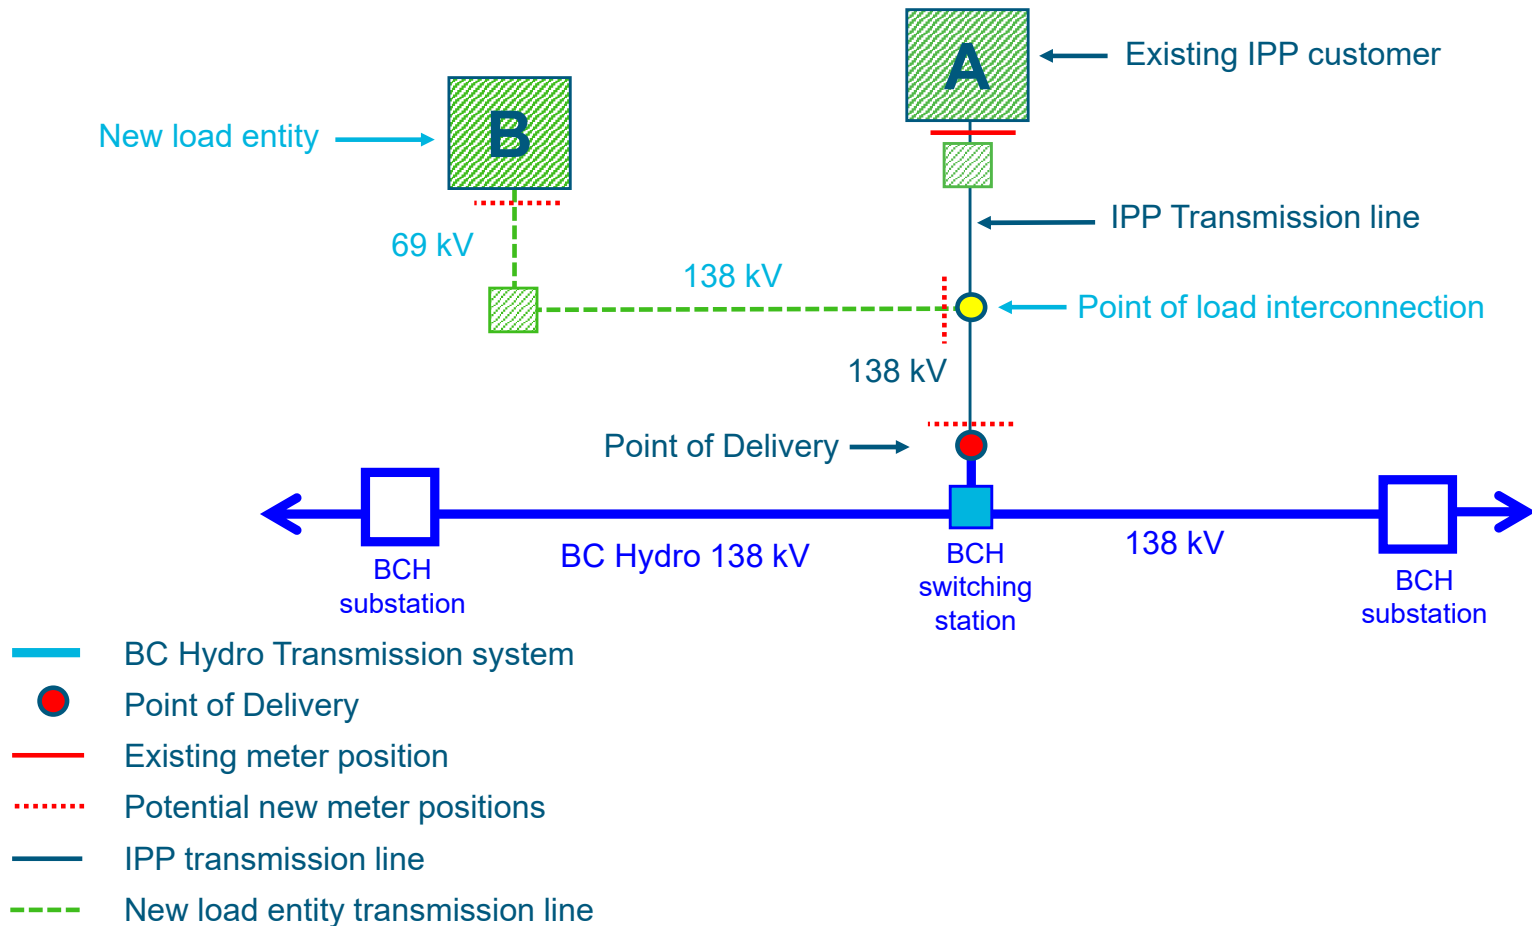 A
Existing IPP customer
B
New load entity
IPP Transmission line
69 kV
138 kV
Point of load interconnection
138 kV
Point of Delivery
BC Hydro 138 kV
138 kV
BCH
substation
BCH
switching
station
BCH
substation
BC Hydro Transmission system
Point of Delivery
Existing meter position
Potential new meter positions
IPP transmission line
New load entity transmission line